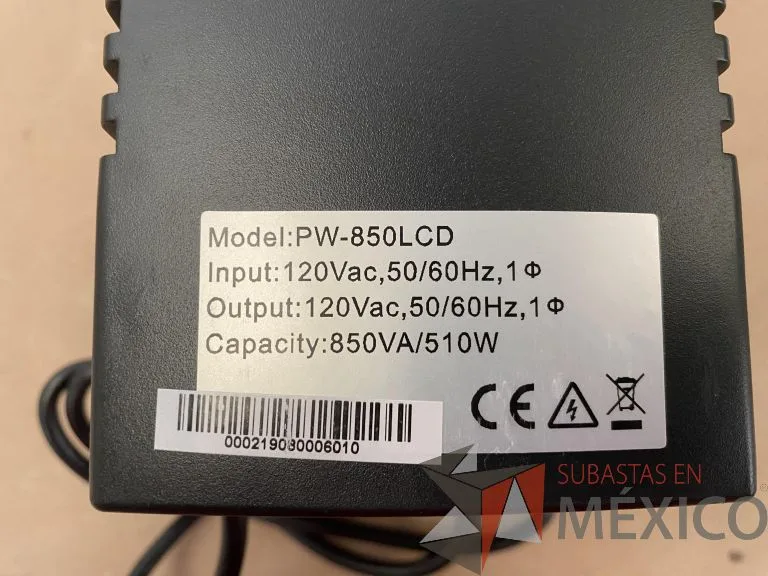 Model:PW-850LCD
Input:120Vac,50/60Hz,1Φ
Output:120Vac,50/60Hz,1Φ
Capacity:850VA/510W
CE
000219080006010
SUBASTAS EN
MÉXICO